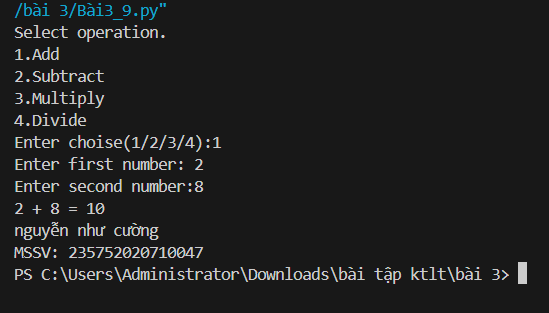 /bài 3/Bài3_9.py"
Select operation.
1.Add
2.Subtract
3.Multiply
4.Divide
Enter choise(1/2/3/4):1
Enter first number: 2
Enter second number:8
2 + 8 = 10
nguyễn như cường
MSSV: 235752020710047
PS C:\Users\Administrator\Downloads\bài tập ktlt\bài 3>